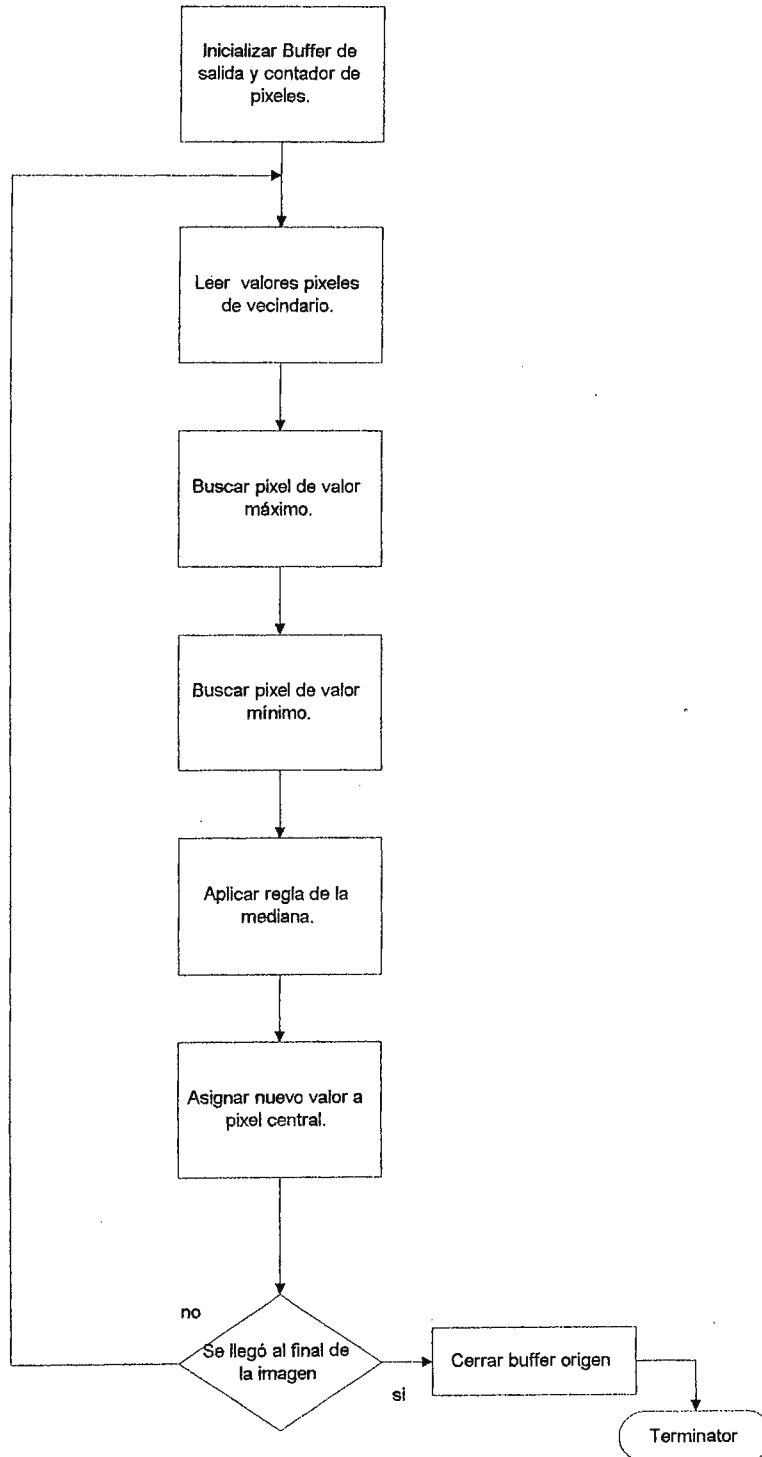 Inicializar Buffer de
salida y contador de
pixeles.
Leer valores pixeles
de vecindario.
Buscar pixel de valor
máximo.
Buscar pixel de valor
mínimo.
Aplicar regla de la
mediana.
Asignar nuevo valor a
pixel central.
no
Se llegó al final de
la imagen
si
Cerrar buffer origen
Terminator